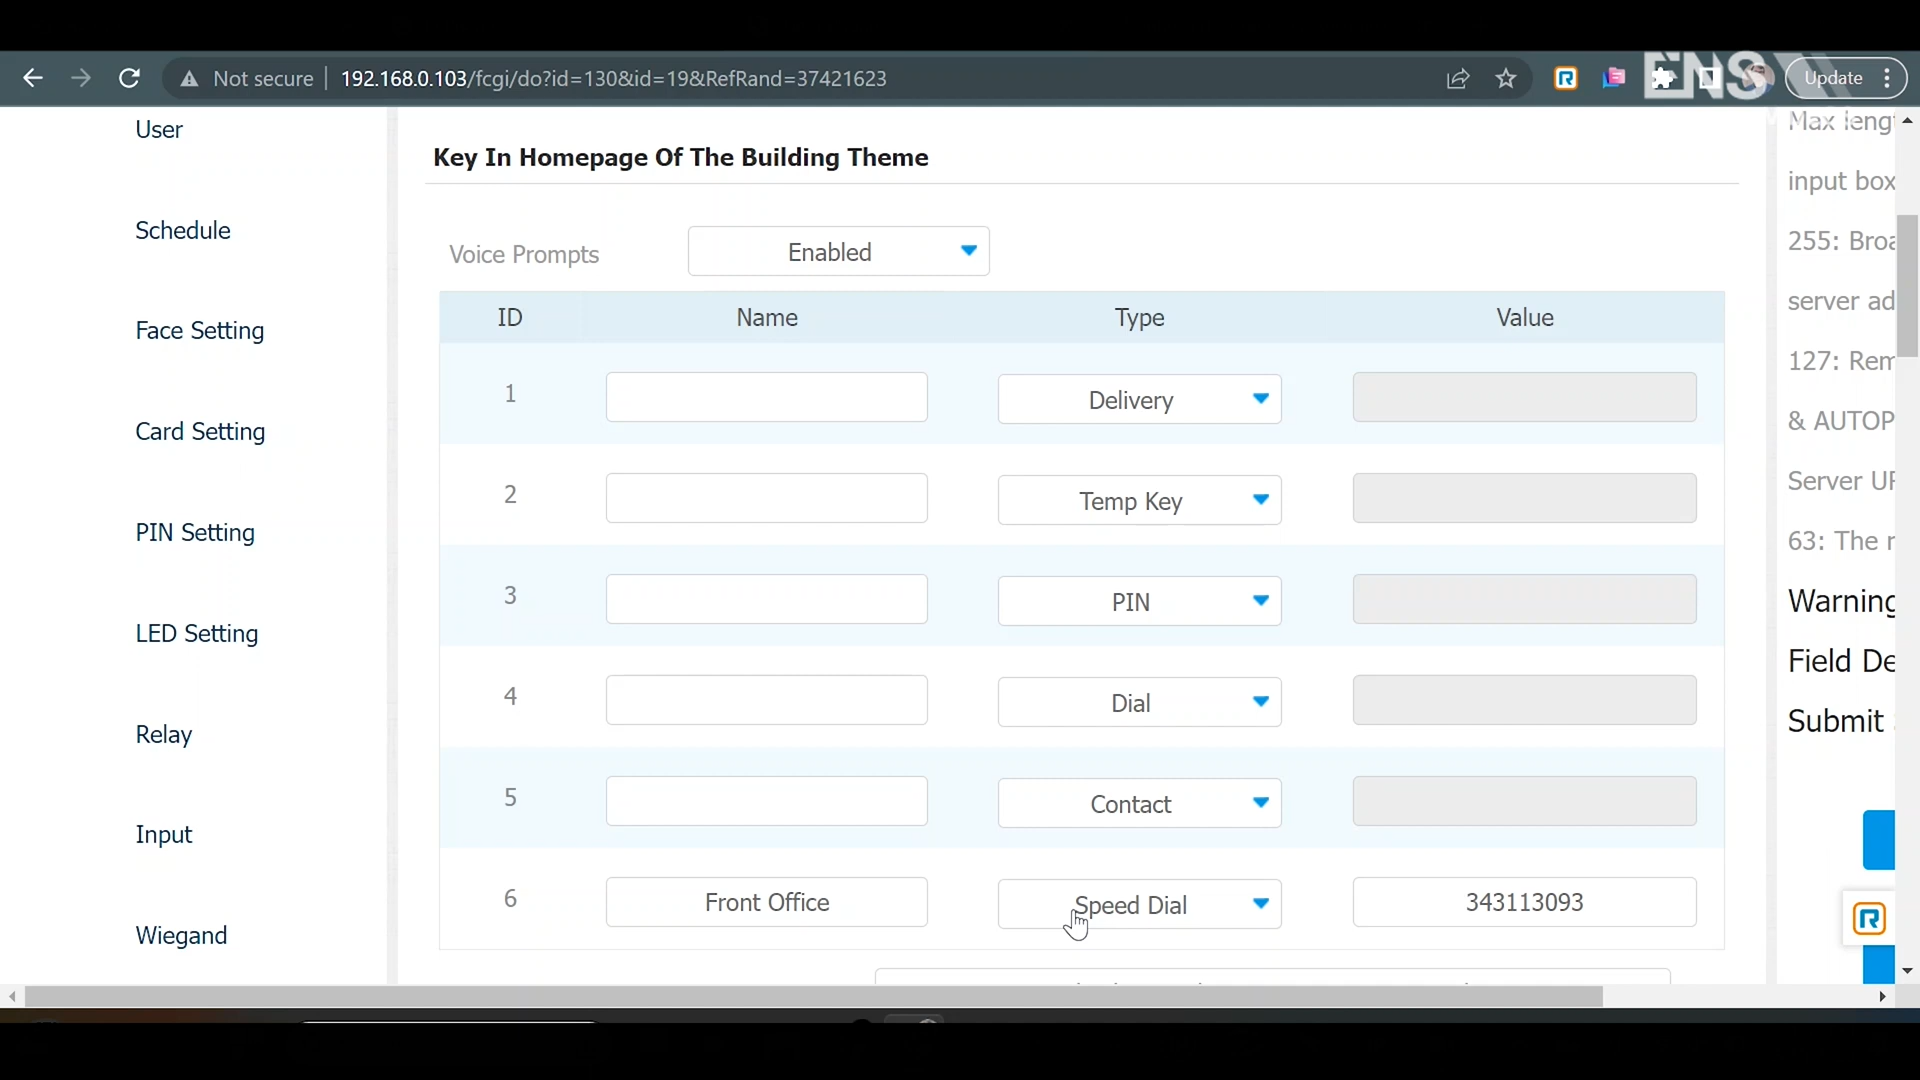 Not secure
192.168.0.103/fcgi/do?id=130&id=19&RefRand=37421623
ENS
Update
User
Schedule
Face Setting
Card Setting
PIN Setting
LED Setting
Relay
Input
Wiegand
Key In Homepage Of The Building Theme
Voice Prompts Enabled
ID Name Type Value
1 Delivery
2 Temp Key
3 PIN
4 Dial
5 Contact
6 Front Office Speed Dial 343113093
Max
input box
255:
server
127:
& AUTOP
Server
63: The
Warning
Field
Submit